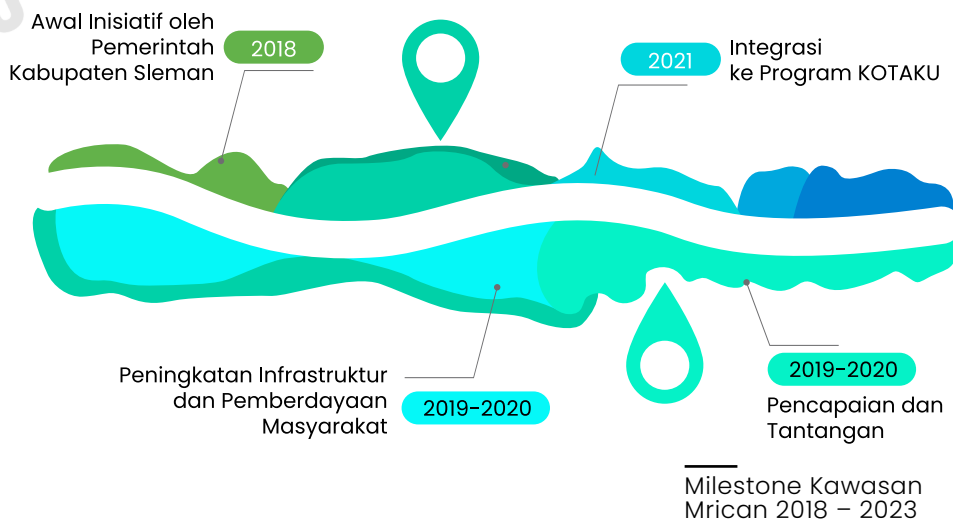 Awal Inisiatif oleh
Pemerintah
Kabupaten Sleman
2018
2021
Integrasi
ke Program KOTAKU
Peningkatan Infrastruktur
dan Pemberdayaan
Masyarakat
2019-2020
2019-2020
Pencapaian dan
Tantangan
Milestone Kawasan
Mrican 2018 – 2023